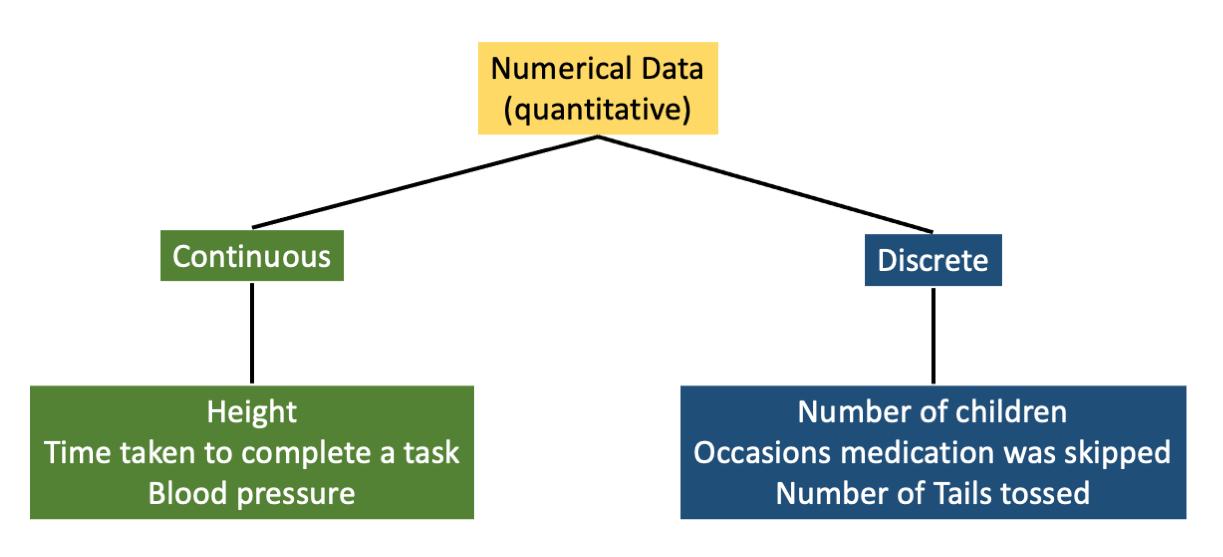 Numerical Data
(quantitative)
Continuous
Discrete
Height
Time taken to complete a task
Blood pressure
Number of children
Occasions medication was skipped
Number of Tails tossed